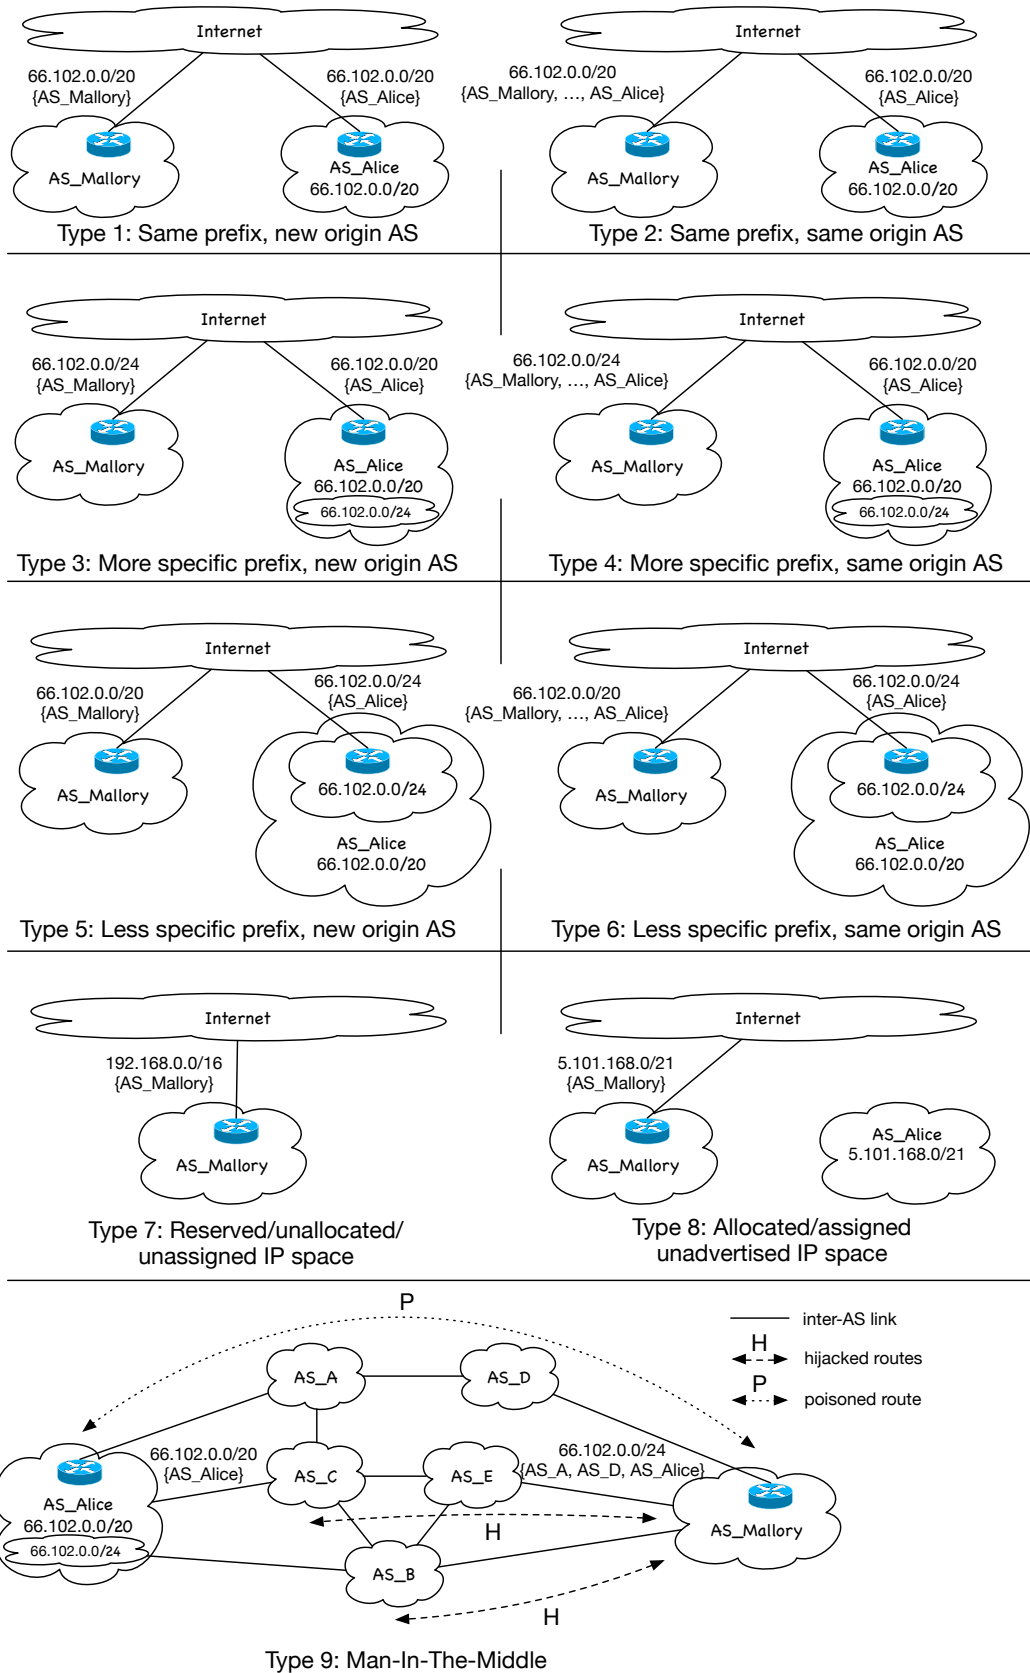 Internet
66.102.0.0/20
{AS_Mallory}
66.102.0.0/20
{AS_Alice}
AS_Mallory
AS_Alice
66.102.0.0/20
Type 1: Same prefix, new origin AS
Internet
66.102.0.0/20
{AS_Mallory, ..., AS_Alice}
66.102.0.0/20
{AS_Alice}
AS_Mallory
AS_Alice
66.102.0.0/20
Type 2: Same prefix, same origin AS
Internet
66.102.0.0/24
{AS_Mallory}
66.102.0.0/20
{AS_Alice}
AS_Mallory
AS_Alice
66.102.0.0/20
66.102.0.0/24
Type 3: More specific prefix, new origin AS
Internet
66.102.0.0/24
{AS_Mallory, ..., AS_Alice}
66.102.0.0/20
{AS_Alice}
AS_Mallory
AS_Alice
66.102.0.0/20
66.102.0.0/24
Type 4: More specific prefix, same origin AS
Internet
66.102.0.0/20
{AS_Mallory}
66.102.0.0/24
{AS_Alice}
AS_Mallory
66.102.0.0/24
AS_Alice
66.102.0.0/20
Type 5: Less specific prefix, new origin AS
Internet
66.102.0.0/20
{AS_Mallory, ..., AS_Alice}
66.102.0.0/24
{AS_Alice}
AS_Mallory
66.102.0.0/24
AS_Alice
66.102.0.0/20
Type 6: Less specific prefix, same origin AS
Internet
192.168.0.0/16
{AS_Mallory}
AS_Mallory
Type 7: Reserved/unallocated/
unassigned IP space
Internet
5.101.168.0/21
{AS_Mallory}
AS_Mallory
AS_Alice
5.101.168.0/21
Type 8: Allocated/assigned
unadvertised IP space
P
inter-AS link
H
hijacked routes
P
poisoned route
AS_A
AS_D
66.102.0.0/20
{AS_Alice}
AS_C
AS_E
66.102.0.0/24
{AS_A, AS_D, AS_Alice}
AS_Alice
66.102.0.0/20
66.102.0.0/24
AS_Mallory
H
AS_B
H
Type 9: Man-In-The-Middle